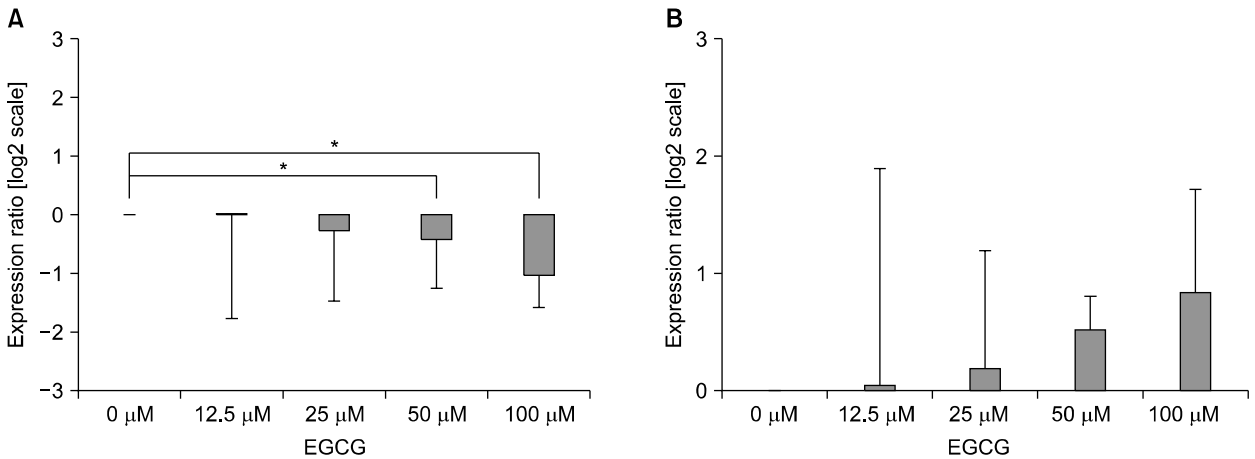 A
Expression ratio [log2 scale]
3
2
1
0
−1
−2
−3
*
*
0 μM 12.5 μM 25 μM 50 μM 100 μM
EGCG
B
Expression ratio [log2 scale]
3
2
1
0
0 μM 12.5 μM 25 μM 50 μM 100 μM
EGCG